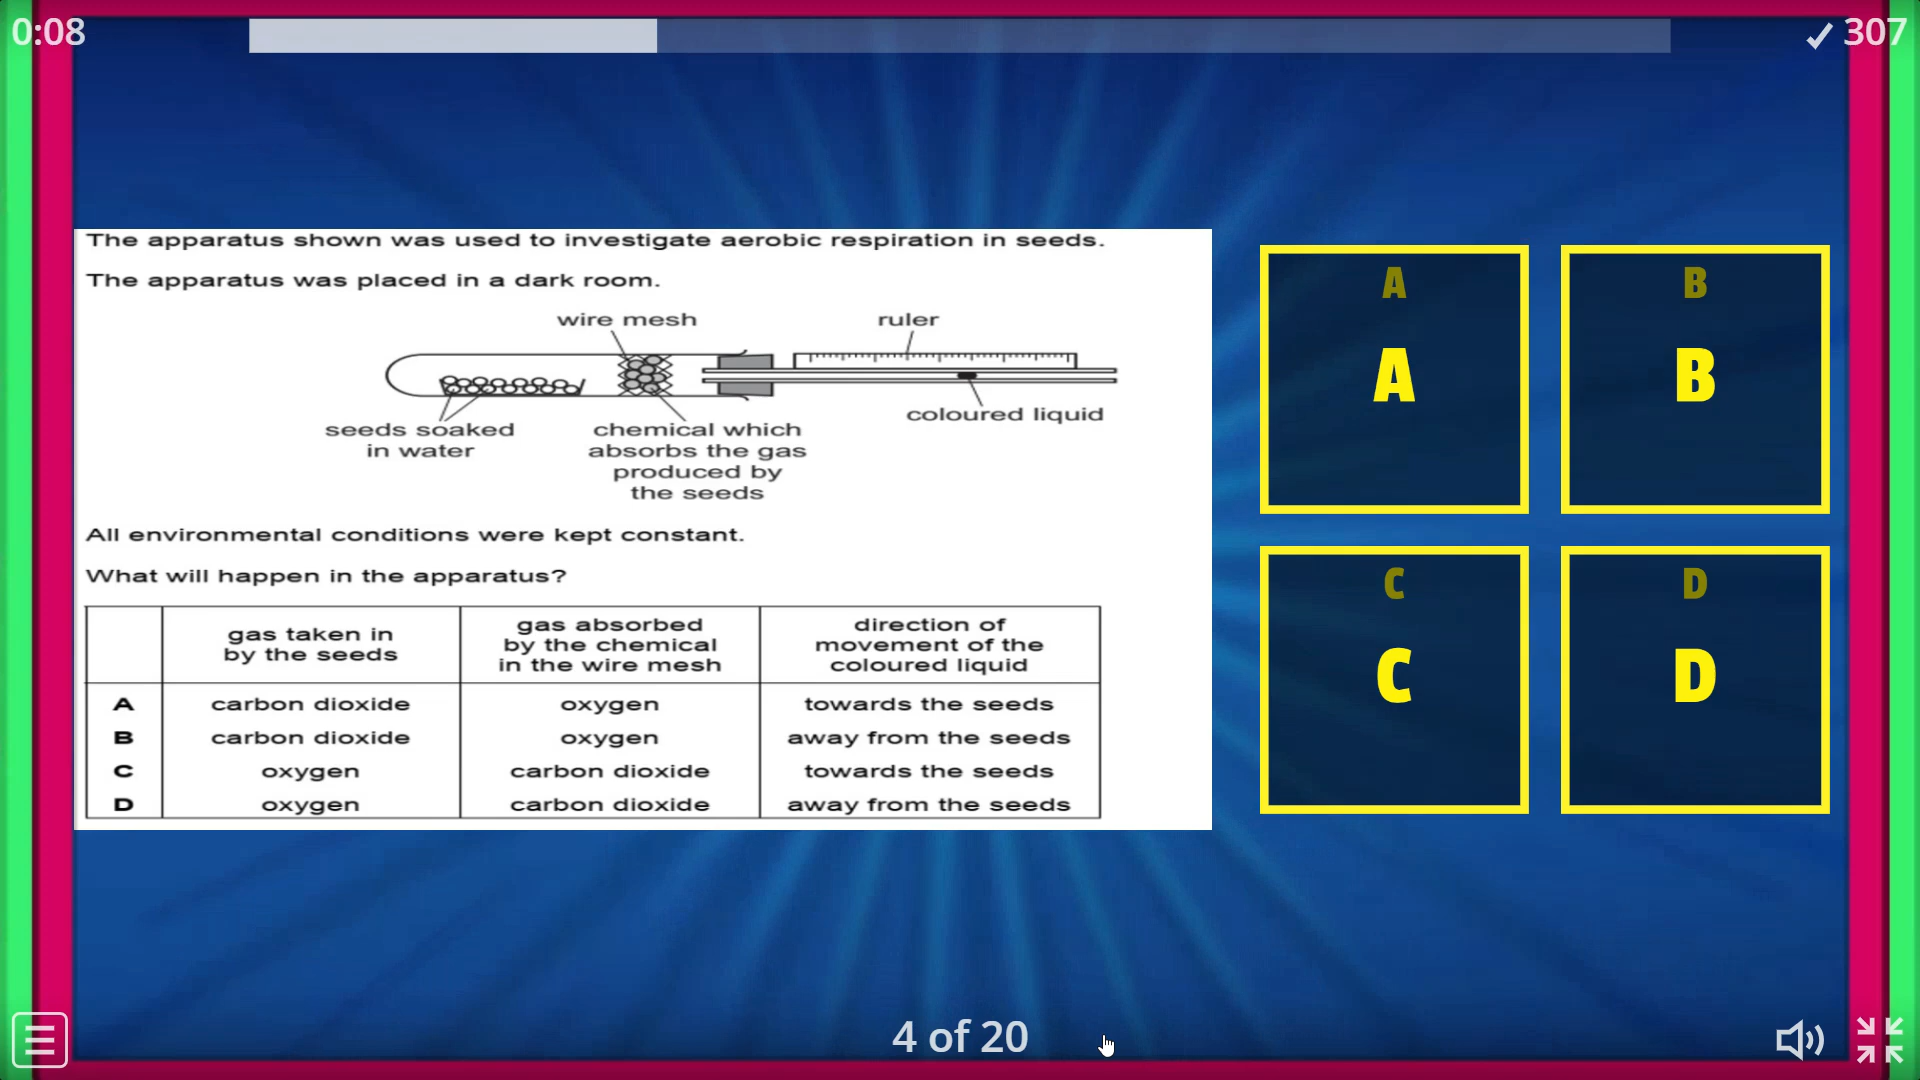 0:08
307
The apparatus shown was used to investigate aerobic respiration in seeds.
The apparatus was placed in a dark room.
wire mesh
ruler
coloured liquid
seeds soaked
in water
chemical which
absorbs the gas
produced by
the seeds
All environmental conditions were kept constant.
What will happen in the apparatus?
gas taken in
by the seeds
gas absorbed
by the chemical
in the wire mesh
direction of
movement of the
coloured liquid
A carbon dioxide oxygen towards the seeds
B carbon dioxide oxygen away from the seeds
C oxygen carbon dioxide towards the seeds
D oxygen carbon dioxide away from the seeds
A
A
B
B
C
C
D
D
4 of 20